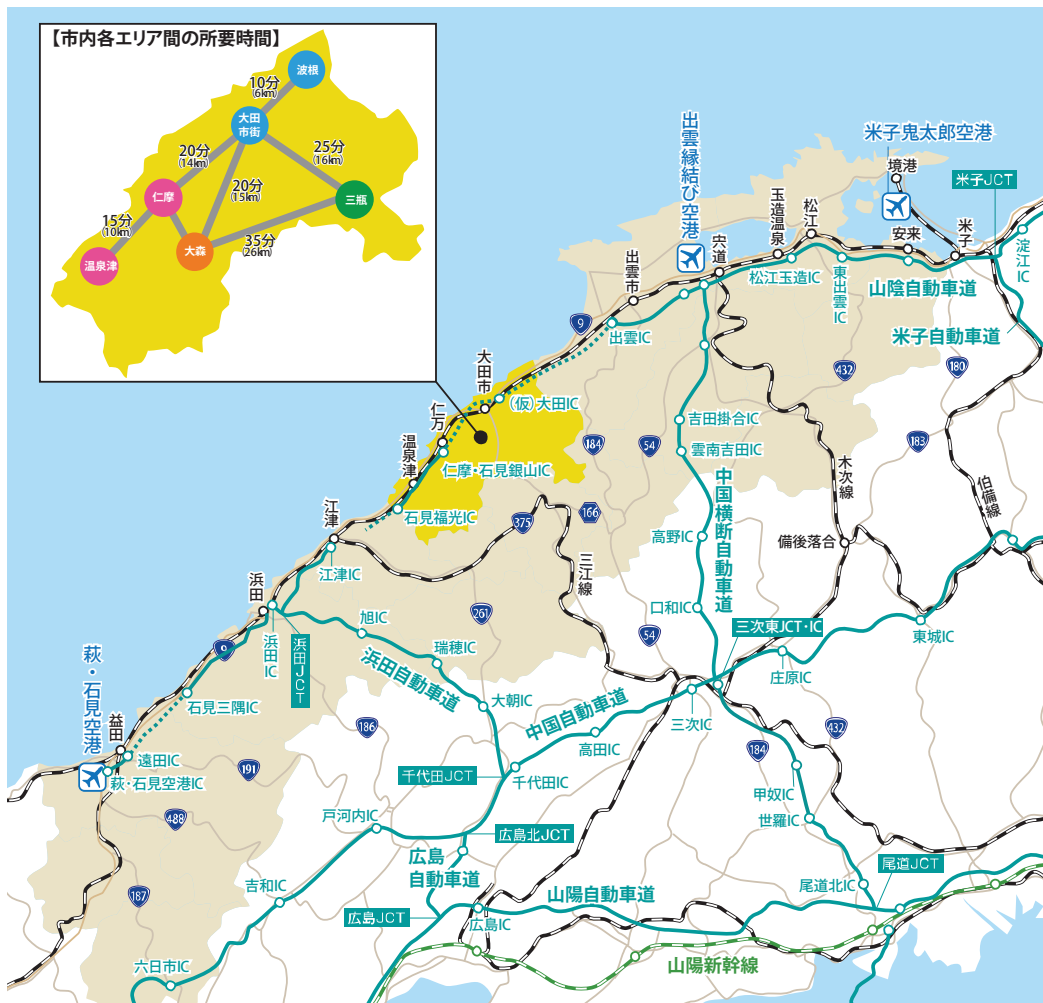 【市内各エリア間の所要時間】
波根
10分
(6km)
大田
市街
20分
(14km)
25分
(16km)
仁摩
20分
(15km)
三瓶
15分
(10km)
大森
35分
(26km)
温泉津
出雲縁結び空港
米子鬼太郎空港
境港
米子JCT
玉造温泉
松江
安来
米子
淀江IC
宍道
出雲市
松江玉造IC
東出雲IC
山陰自動車道
米子自動車道
9
出雲IC
432
180
大田市
(仮)大田IC
仁万
吉田掛合IC
184
54
雲南吉田IC
183
温泉津
仁摩・石見銀山IC
木次線
伯備線
中国横断自動車道
石見福光IC
166
375
江津
高野IC
備後落合
三江線
江津IC
浜田
口和IC
261
旭IC
54
三次東JCT・IC
東城IC
浜田IC
浜田JCT
9
瑞穂IC
庄原IC
萩・石見空港
浜田自動車道
石見三隅IC
大朝IC
中国自動車道
三次IC
益田
186
高田IC
432
184
遠田IC
191
千代田JCT
千代田IC
萩・石見空港IC
甲奴IC
488
戸河内IC
世羅IC
広島北JCT
広島
自動車道
尾道JCT
187
吉和IC
尾道北IC
山陽自動車道
広島JCT
広島IC
六日市IC
山陽新幹線